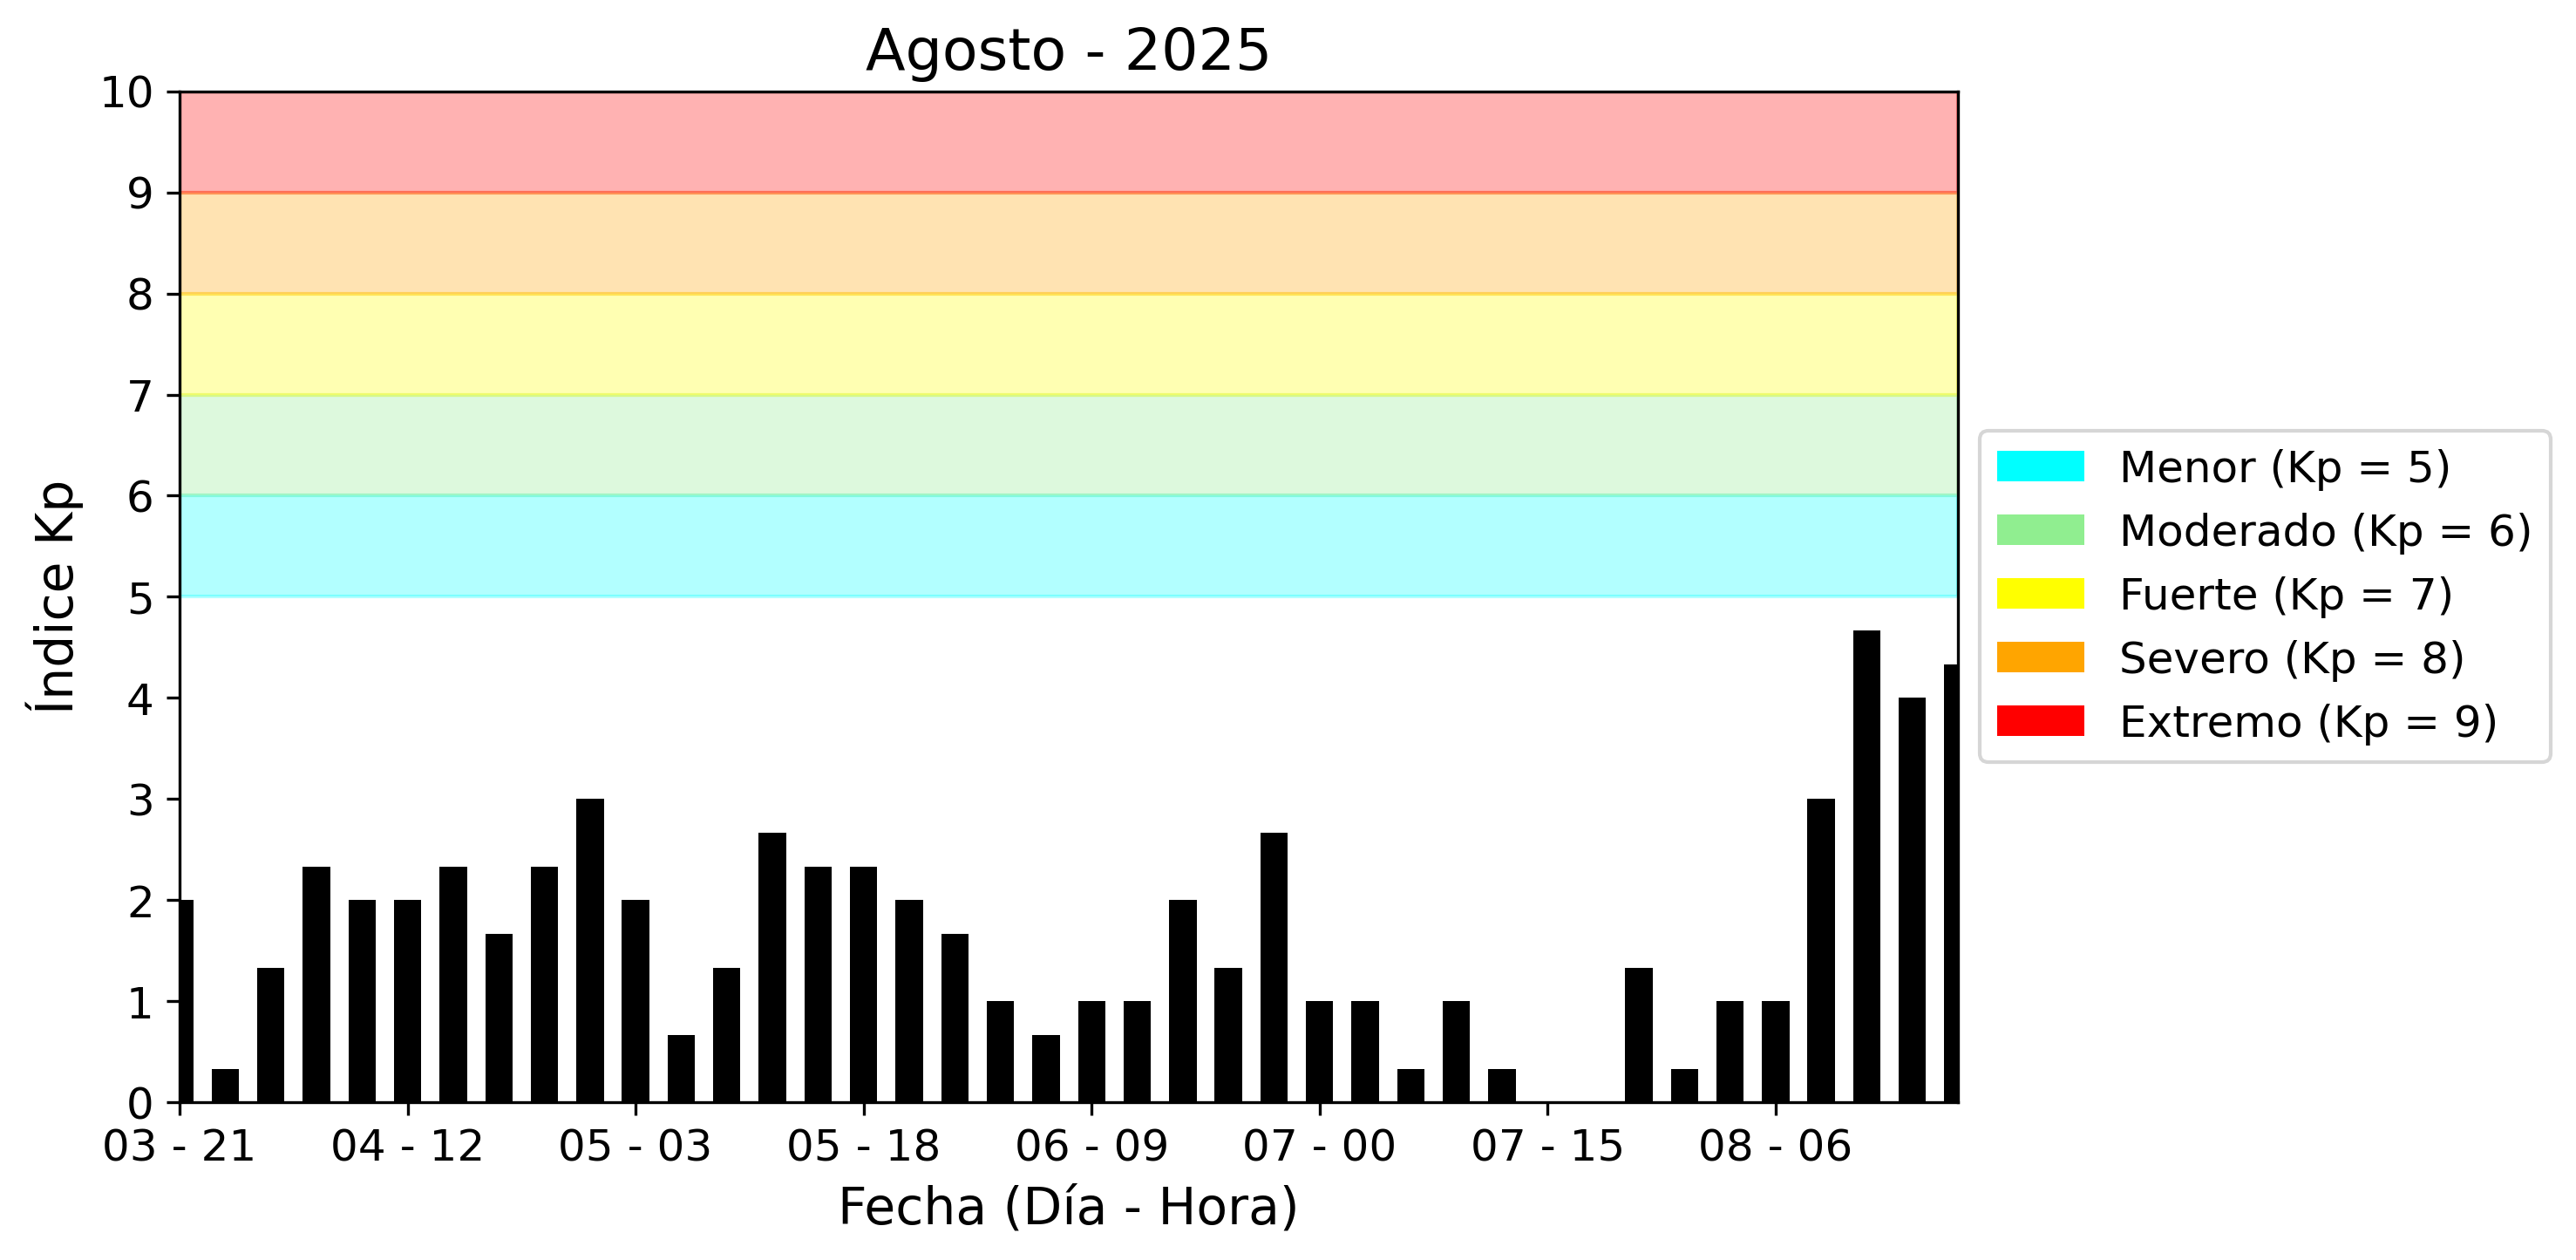 Agosto - 2025
10
9
8
7
6
5
4
3
2
1
0
Índice Kp
03 - 21
04 - 12
05 - 03
05 - 18
06 - 09
07 - 00
07 - 15
08 - 06
Fecha (Día - Hora)
Menor (Kp = 5)
Moderado (Kp = 6)
Fuerte (Kp = 7)
Severo (Kp = 8)
Extremo (Kp = 9)